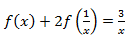 f(x) + 2f(1/x) = 3/x